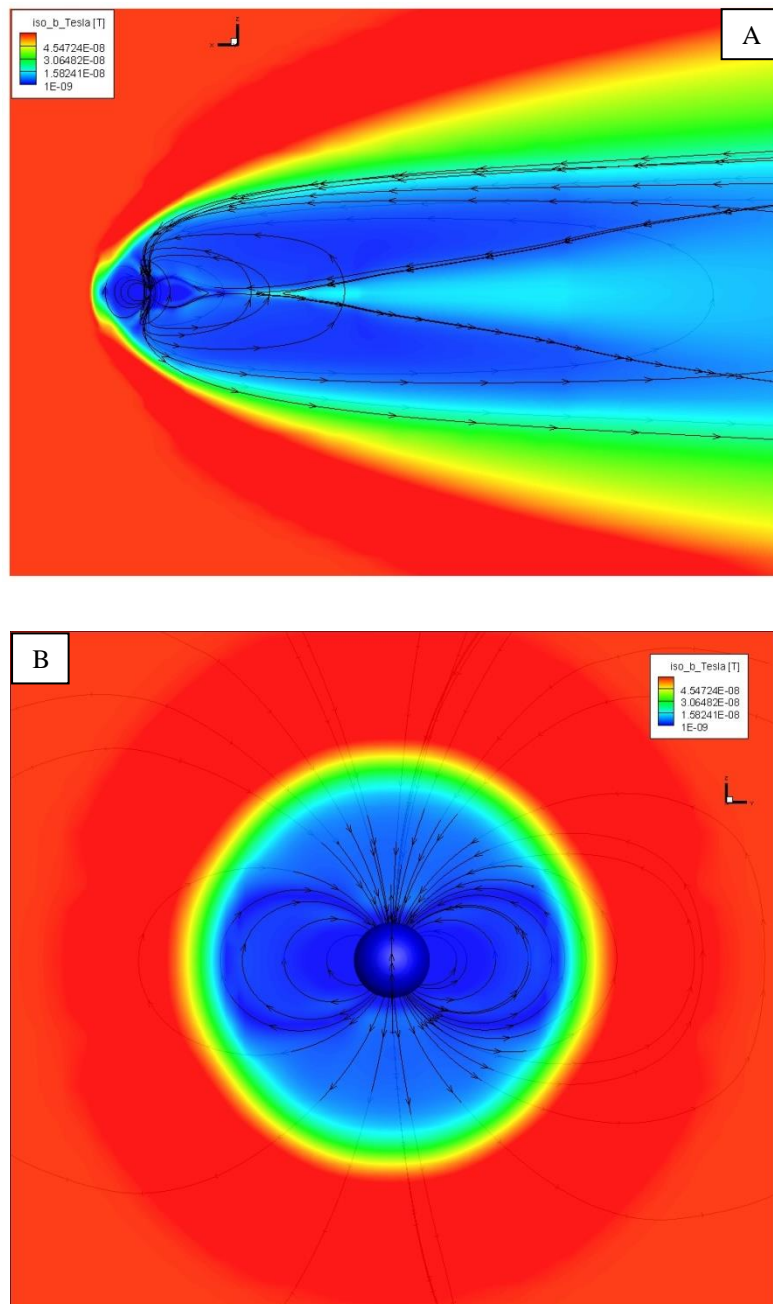 iso_b_Tesla [T]
4.54724E-08
3.06482E-08
1.58241E-08
1E-09
z
x
A
B
iso_b_Tesla [T]
4.54724E-08
3.06482E-08
1.58241E-08
1E-09
z
Y